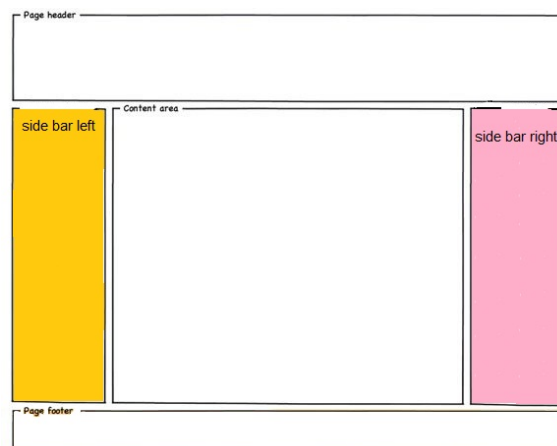 Page header
side bar left
Content area
side bar right
Page footer